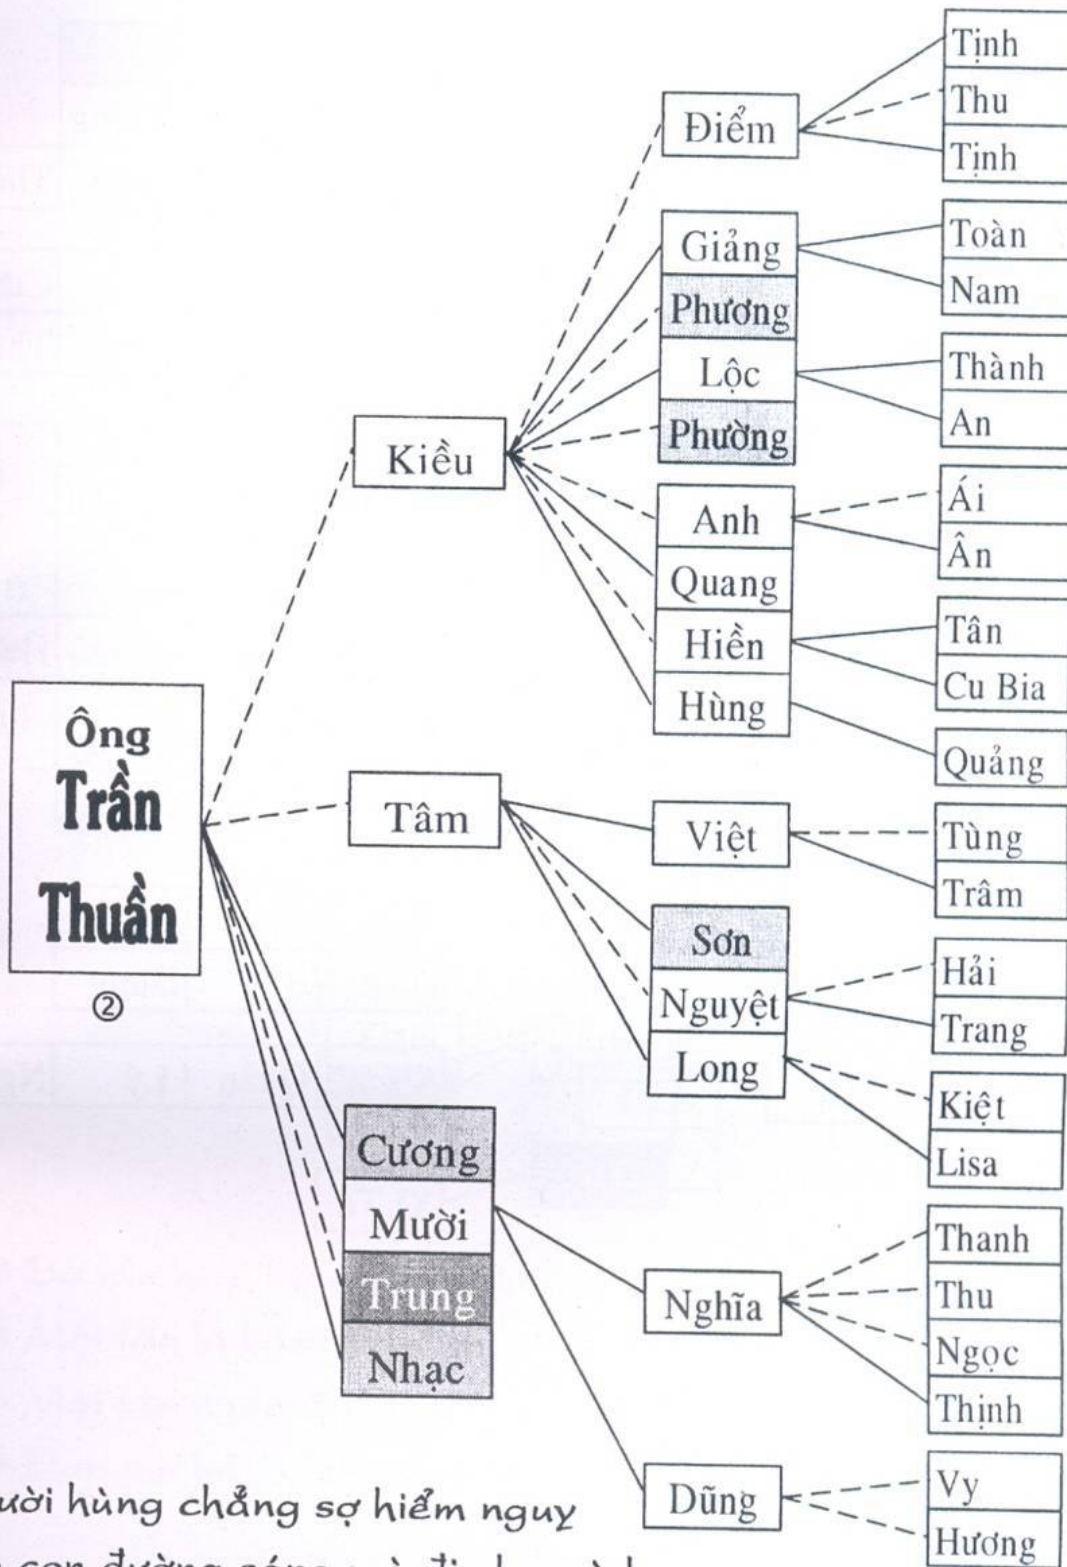 Ông
Trần
Thuần
②
Kiều
Tâm
Cương
Mười
Trung
Nhạc
Điểm
Giảng
Phương
Lộc
Phường
Anh
Quang
Hiền
Hùng
Việt
Sơn
Nguyệt
Long
Nghĩa
Dũng
Tịnh
Thu
Tịnh
Toàn
Nam
Thành
An
Ái
Ân
Tân
Cu Bia
Quảng
Tùng
Trâm
Hải
Trang
Kiệt
Lisa
Thanh
Thu
Ngọc
Thịnh
Vy
Hương
hùng chẳng sợ hiểm nguy